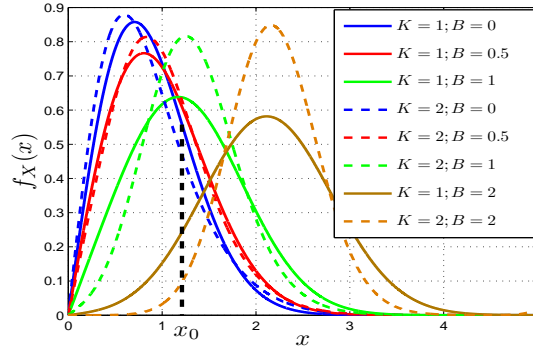 0.9
0.8
0.7
0.6
0.5
0.4
0.3
0.2
0.1
0
f_X(x)
0 1 2 3 4
x_0
x
K = 1; B = 0
K = 1; B = 0.5
K = 1; B = 1
K = 2; B = 0
K = 2; B = 0.5
K = 2; B = 1
K = 1; B = 2
K = 2; B = 2